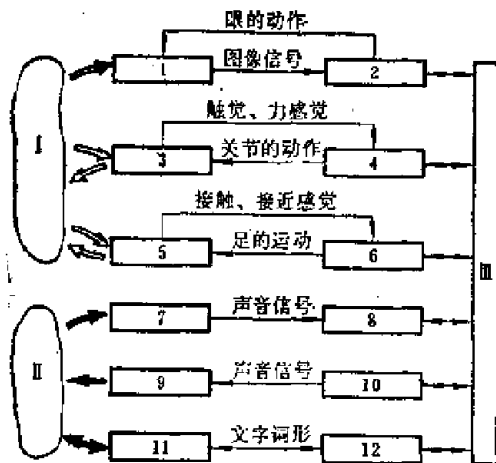 眼的动作
图像信号
1
2
触觉、力感觉
I
关节的动作
3
4
接触、接近感觉
足的运动
5
6
III
声音信号
7
8
II
声音信号
9
10
文字词形
11
12